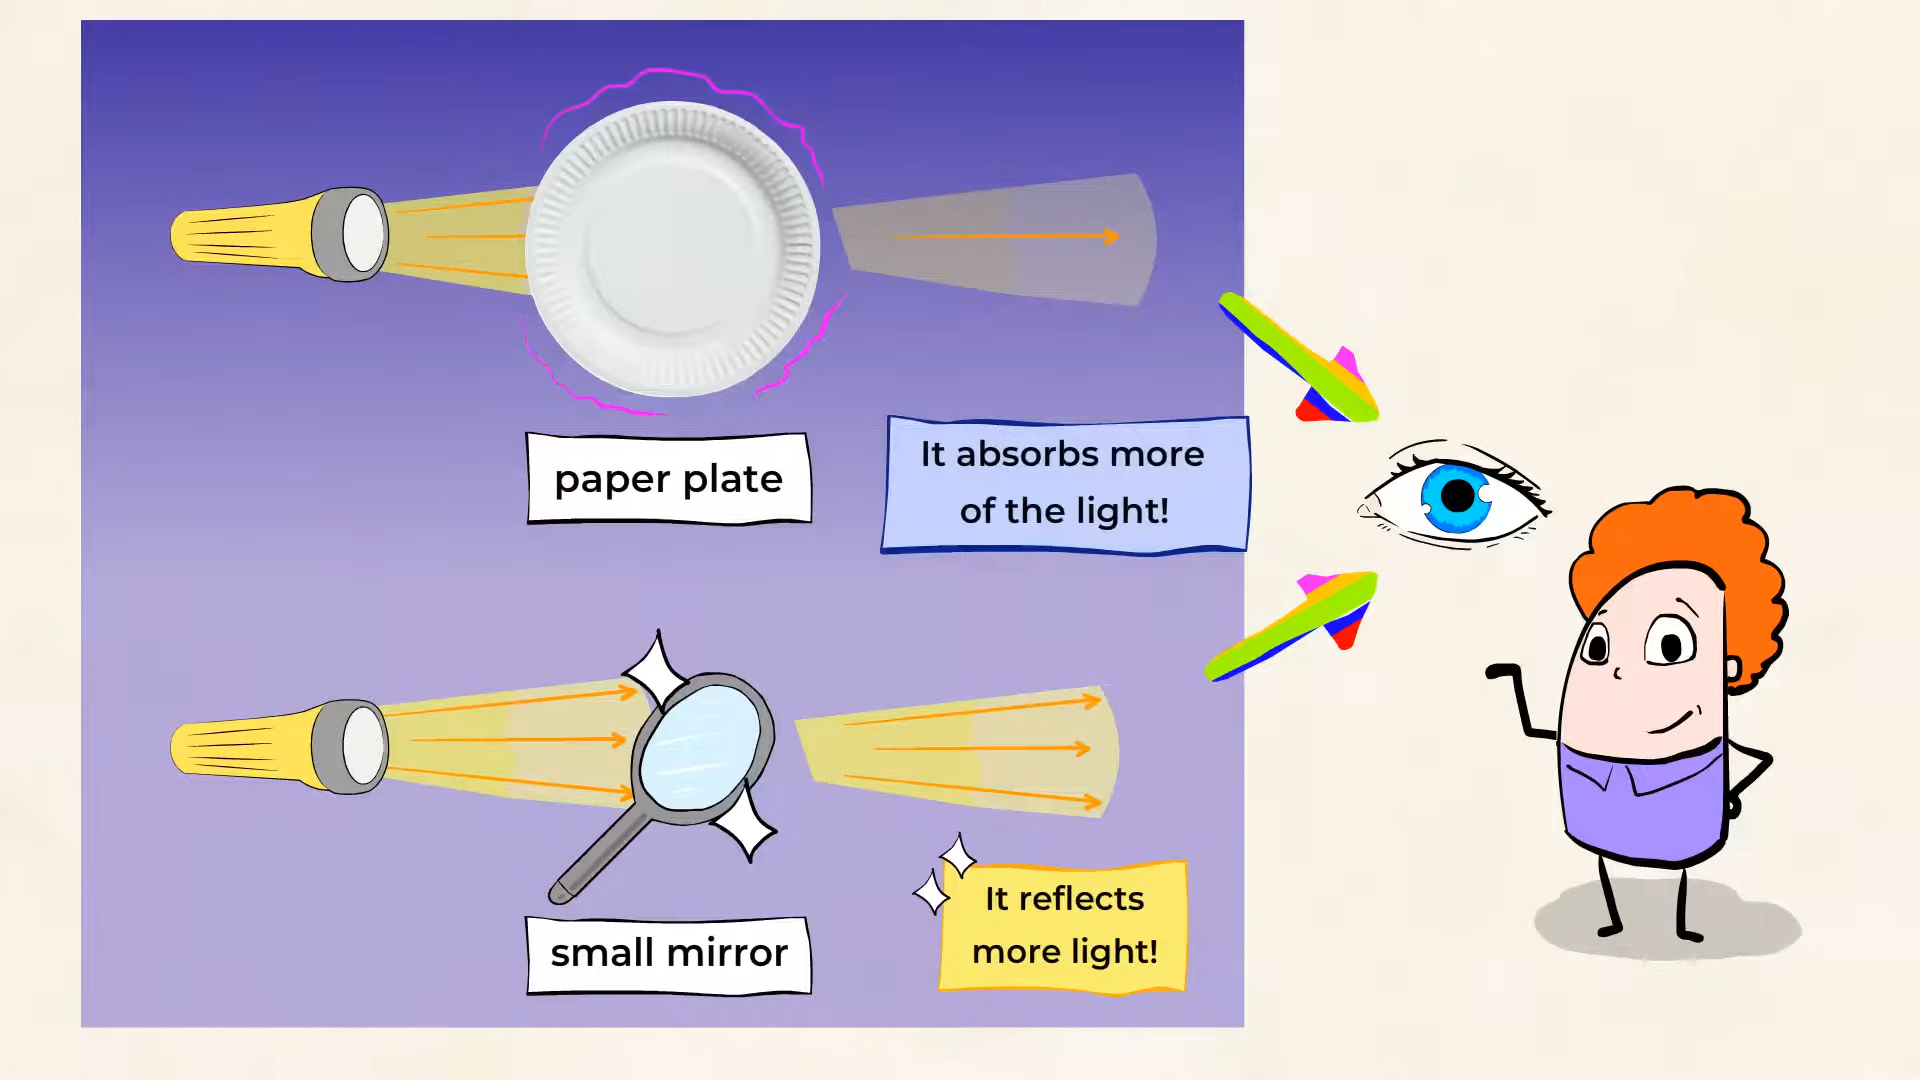 paper plate
It absorbs more
of the light!
small mirror
It reflects
more light!